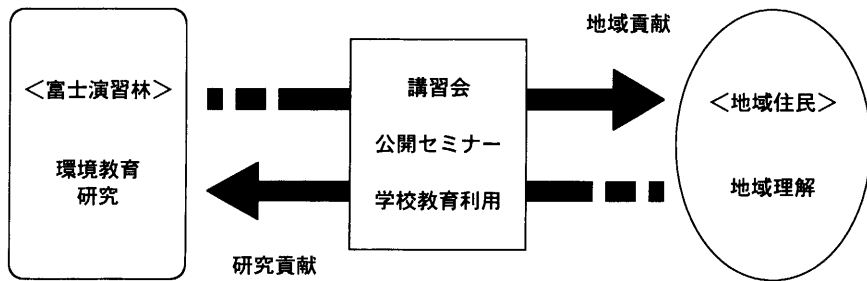 地域貢献
＜富士演習林＞
環境教育
研究
講習会
公開セミナー
学校教育利用
＜地域住民＞
地域理解
研究貢献